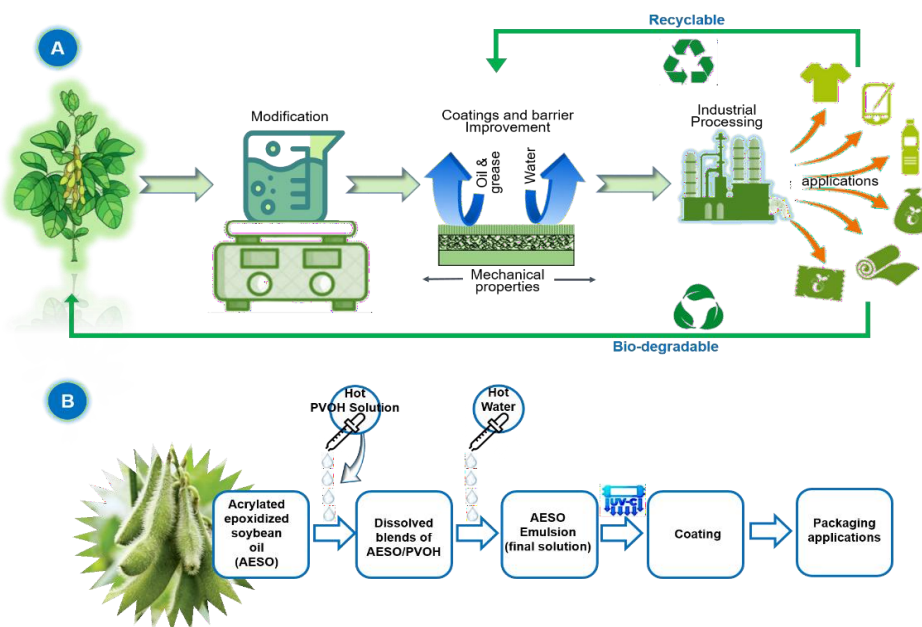 A
Recyclable
Modification
Coatings and barrier
Improvement
Oil &
grease
Water
Mechanical
properties
Industrial
Processing
applications
Bio-degradable
B
Hot
PVOH Solution
Hot
Water
Acrylated
epoxidized
soybean
oil
(AESO)
Dissolved
blends of
AESO/PVOH
AESO
Emulsion
(final solution)
UV-C
Coating
Packaging
applications